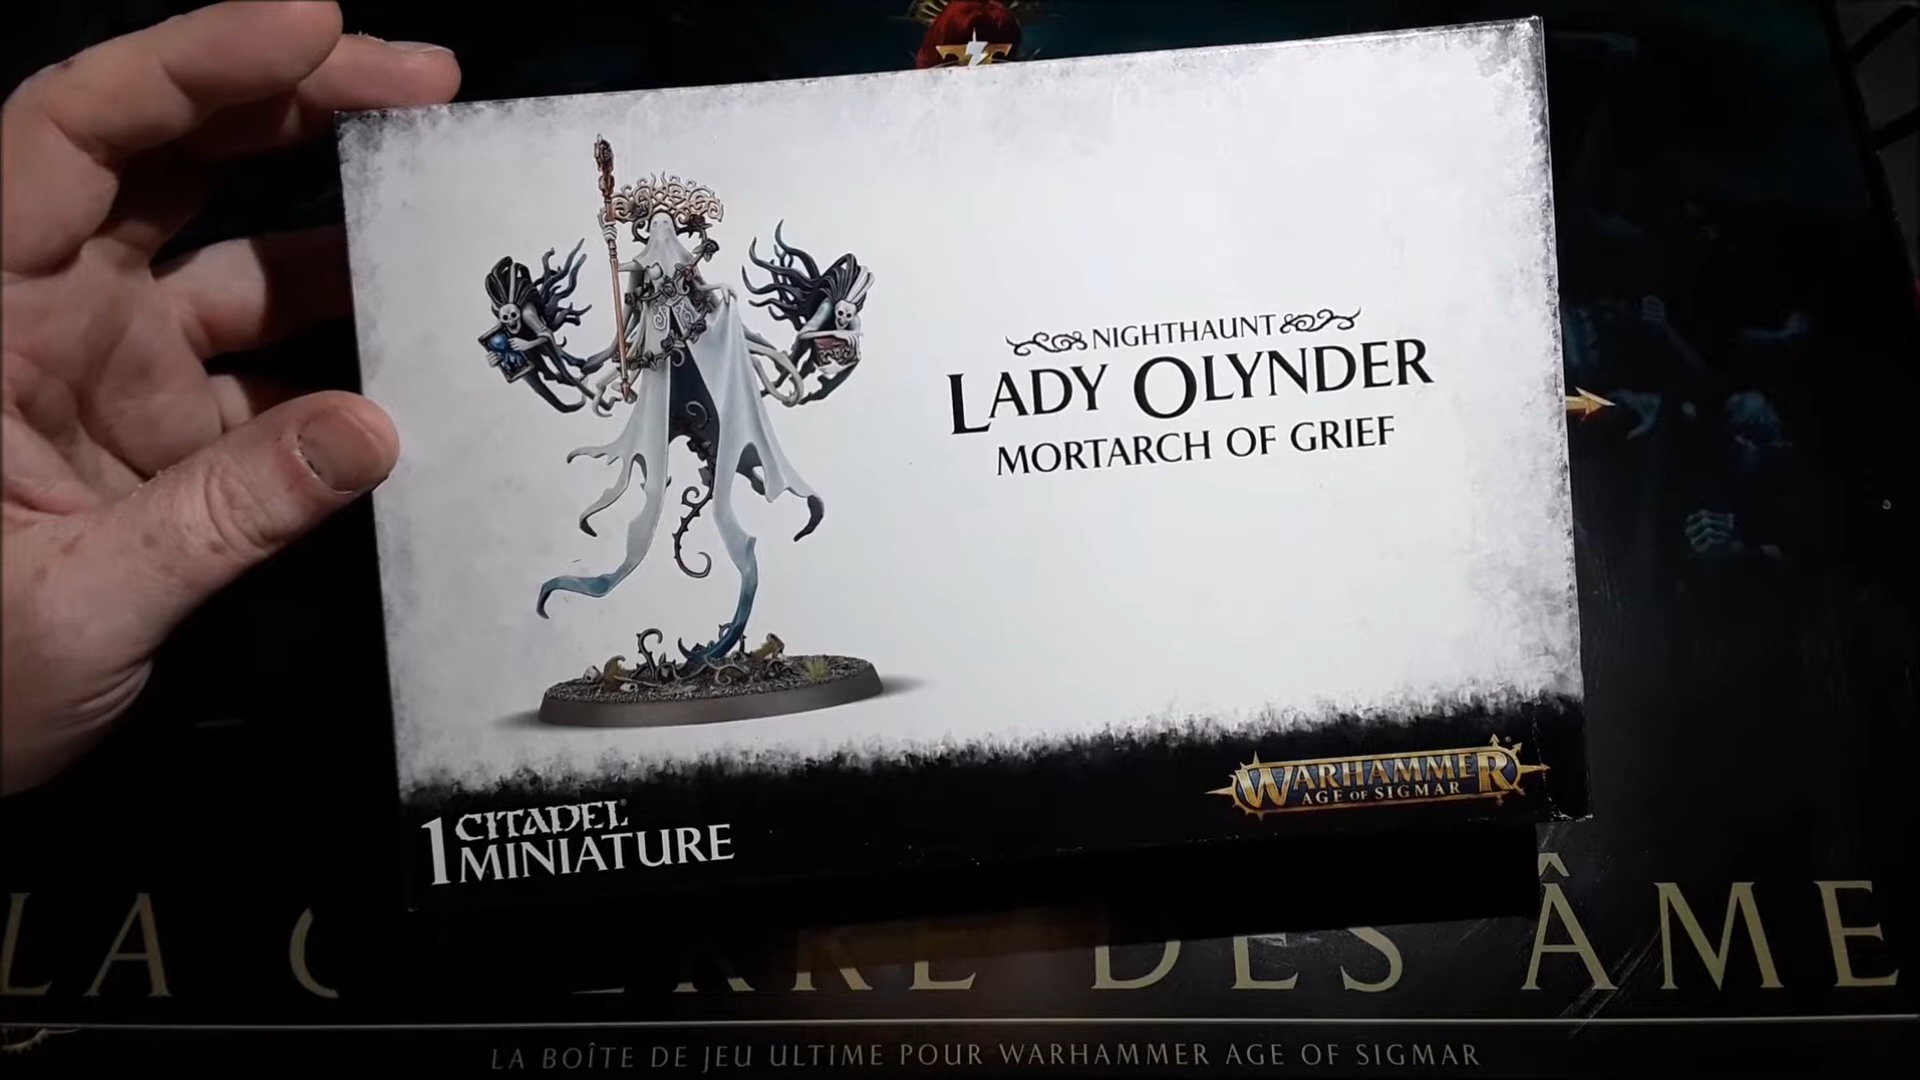 NIGHTHAUNT
LADY OLYNDER
MORTARCH OF GRIEF
WARHAMMER
AGE OF SIGMAR
1 CITADEL
MINIATURE
LA DES ÂME
LA BOÎTE DE JEU ULTIME POUR WARHAMMER AGE OF SIGMAR